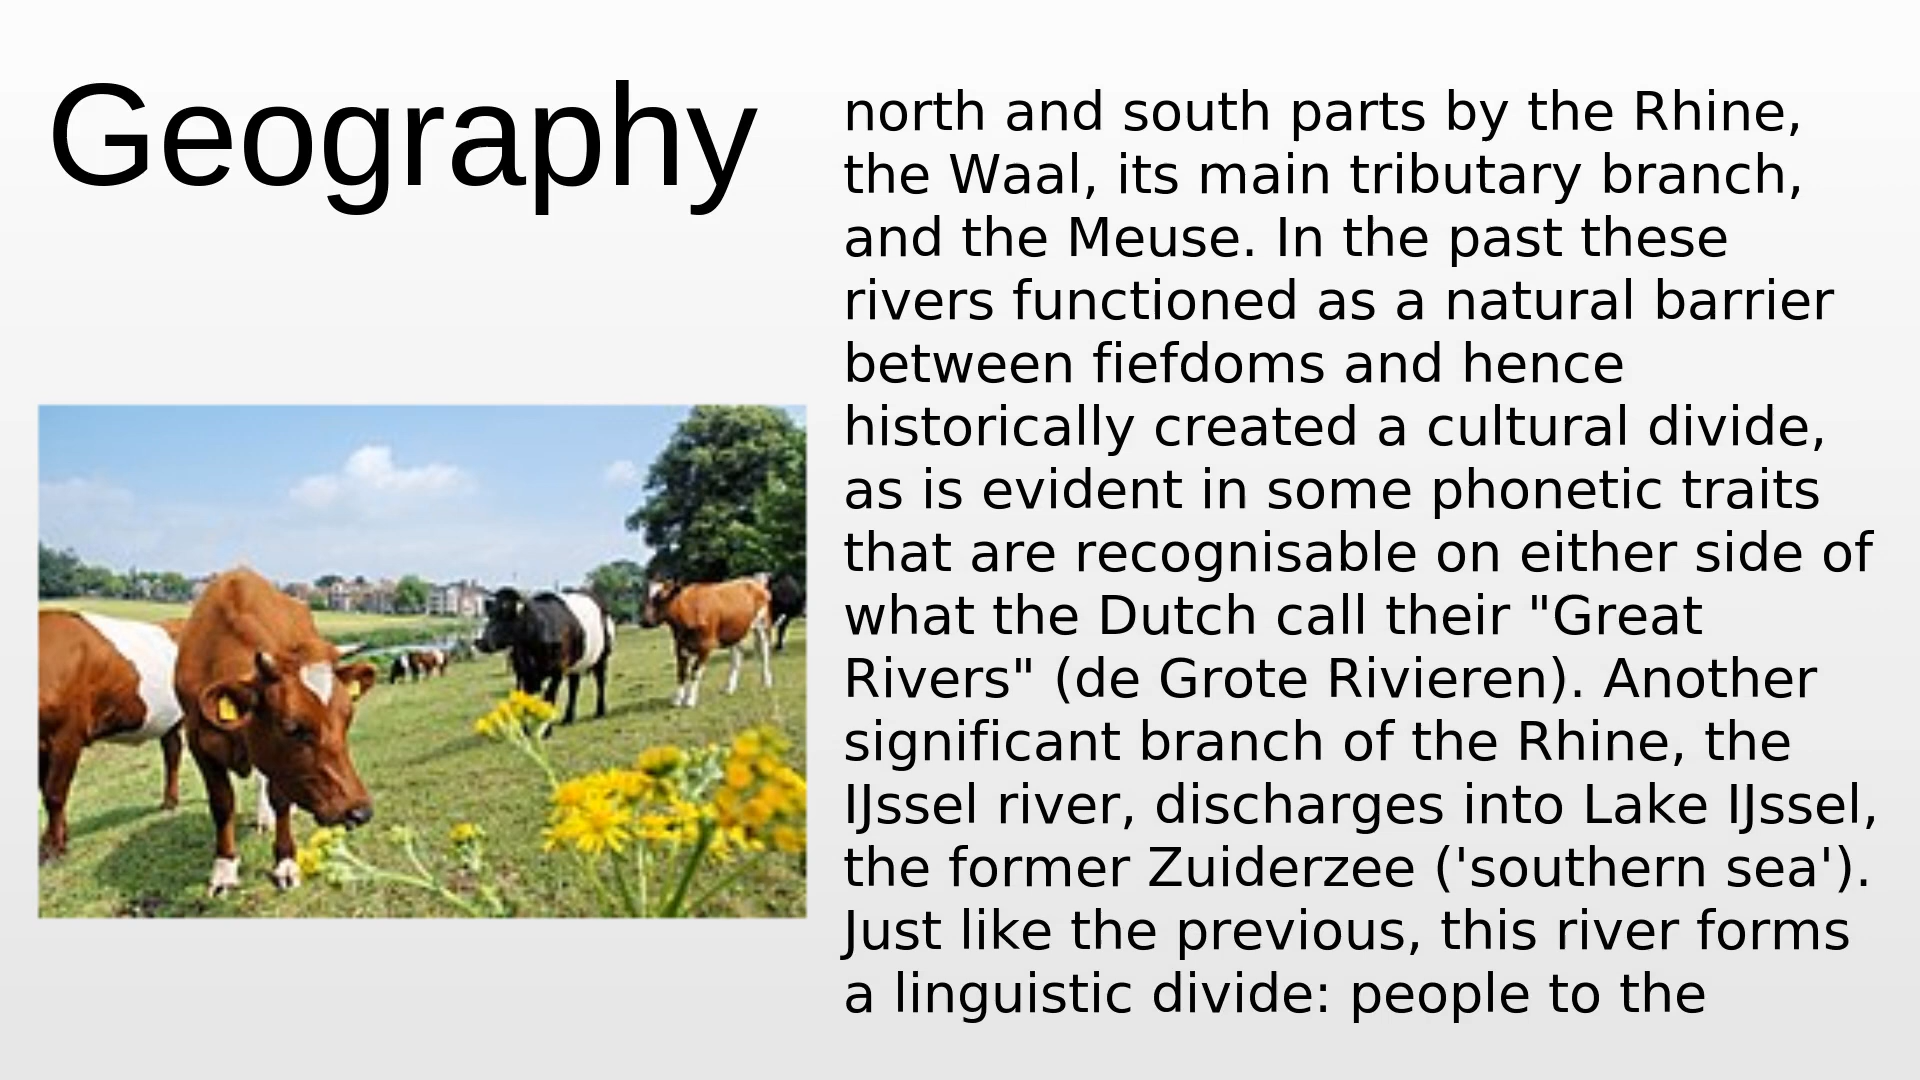 Geography
north and south parts by the Rhine,
the Waal, its main tributary branch,
and the Meuse. In the past these
rivers functioned as a natural barrier
between fiefdoms and hence
historically created a cultural divide,
as is evident in some phonetic traits
that are recognisable on either side of
what the Dutch call their "Great
Rivers" (de Grote Rivieren). Another
significant branch of the Rhine, the
IJssel river, discharges into Lake IJssel,
the former Zuiderzee ('southern sea').
Just like the previous, this river forms
a linguistic divide: people to the